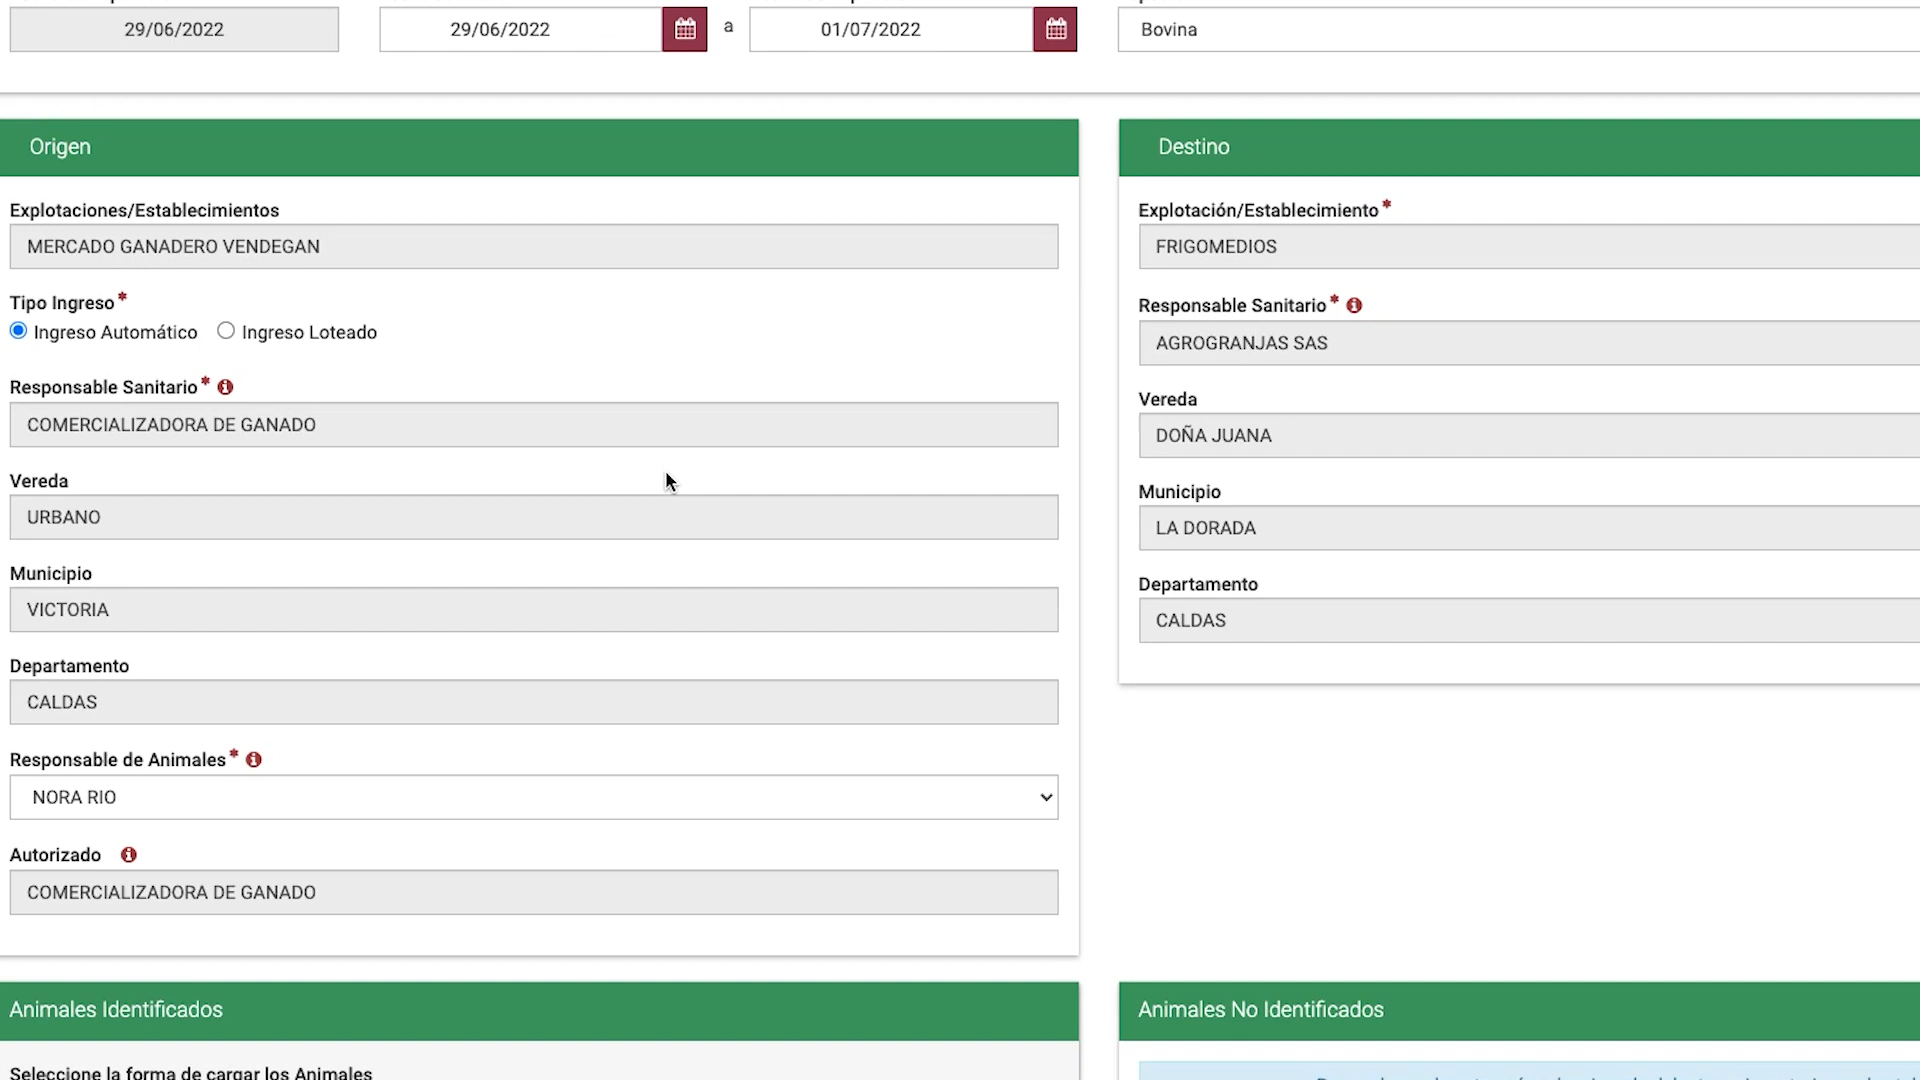 29/06/2022
29/06/2022
a
01/07/2022
Bovina
Origen
Explotaciones/Establecimientos
MERCADO GANADERO VENDEGAN
Tipo Ingreso*
Ingreso Automático Ingreso Loteado
Responsable Sanitario*
COMERCIALIZADORA DE GANADO
Vereda
URBANO
Municipio
VICTORIA
Departamento
CALDAS
Responsable de Animales*
NORA RIO
Autorizado
COMERCIALIZADORA DE GANADO
Destino
Explotación/Establecimiento*
FRIGOMEDIOS
Responsable Sanitario*
AGROGRANJAS SAS
Vereda
DOÑA JUANA
Municipio
LA DORADA
Departamento
CALDAS
Animales Identificados
Seleccione la forma de cargar los Animales
Animales No Identificados